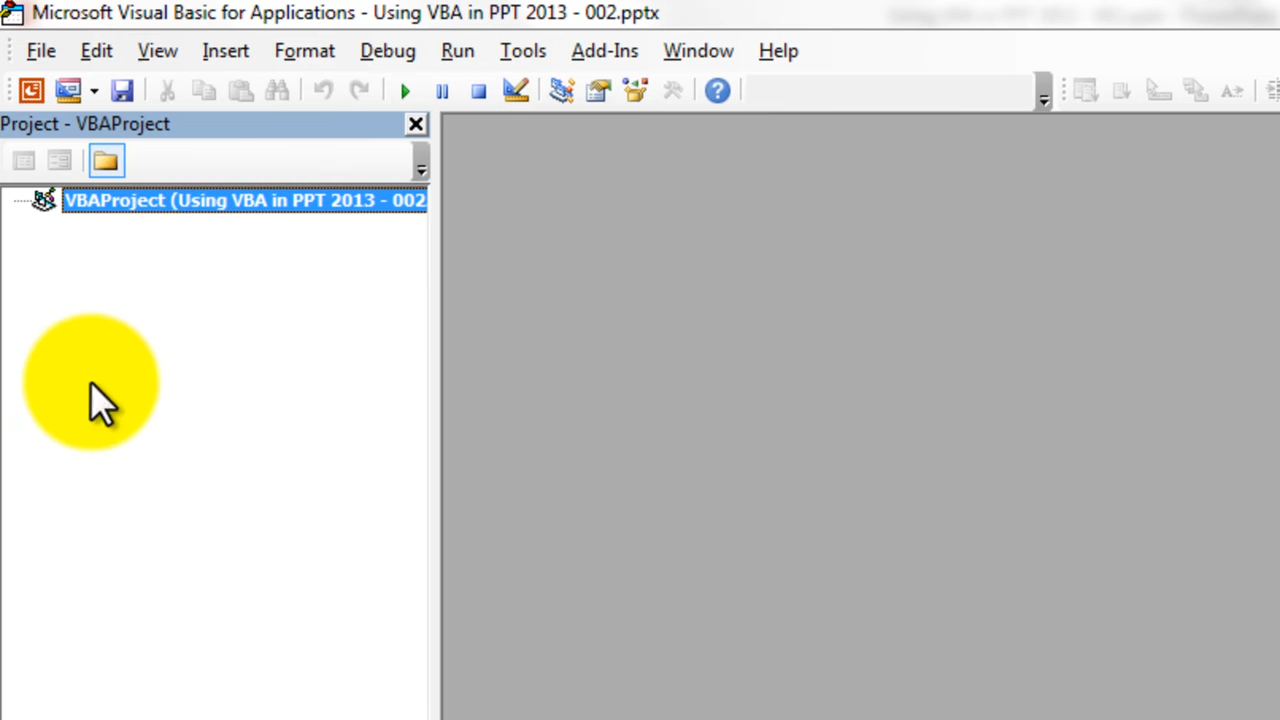 Microsoft Visual Basic for Applications - Using VBA in PPT 2013 - 002.pptx
File Edit View Insert Format Debug Run Tools Add-Ins Window Help
Project - VBAProject
VBAProject (Using VBA in PPT 2013 - 002